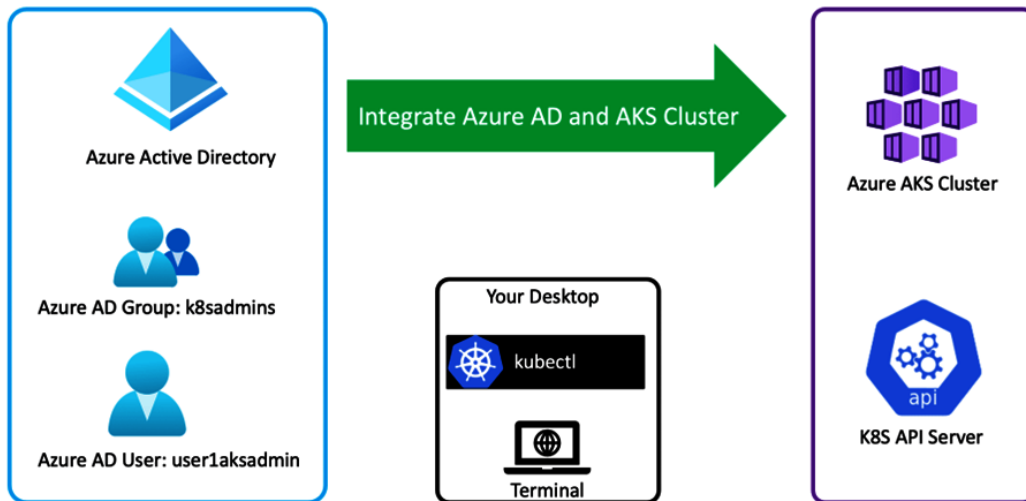 Azure Active Directory
Azure AD Group: k8sadmins
Azure AD User: user1aksadmin
Integrate Azure AD and AKS Cluster
Your Desktop
kubectl
Terminal
Azure AKS Cluster
api
K8S API Server